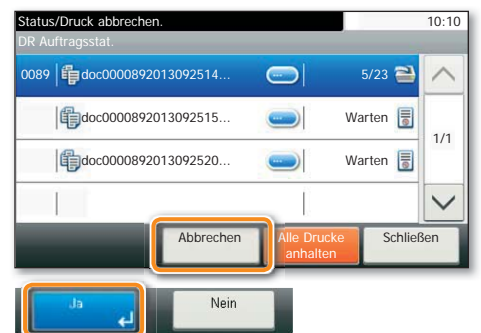 Status/Druck abbrechen. 10:10
DR Auftragsstat.
0089 doc0000892013092514... 5/23
doc0000892013092515... Warten
1/1
doc0000892013092520... Warten
Abbrechen Alle Drucke anhalten Schließen
Ja Nein